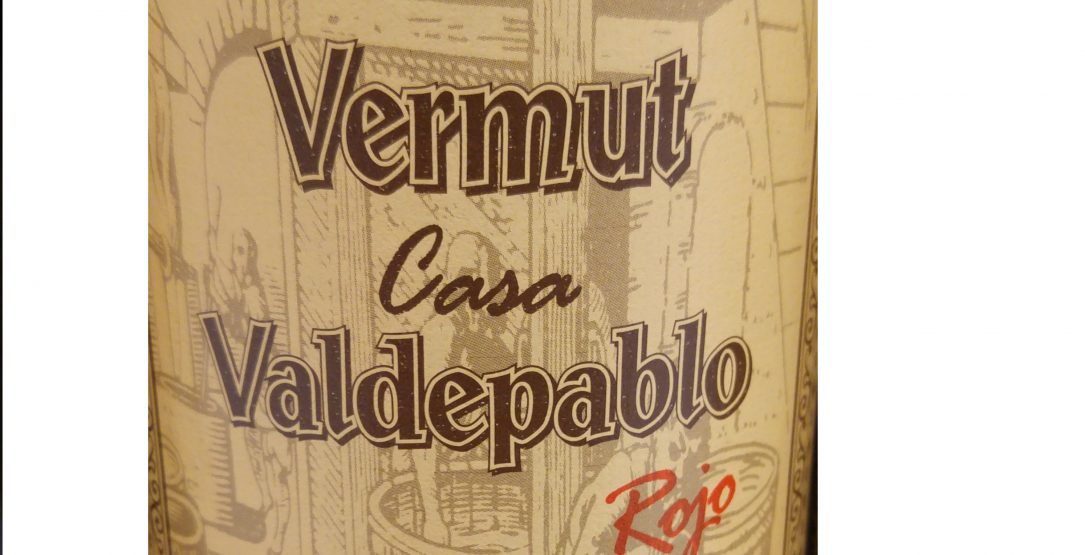 Vermut
Casa
Valdepablo
Rojo